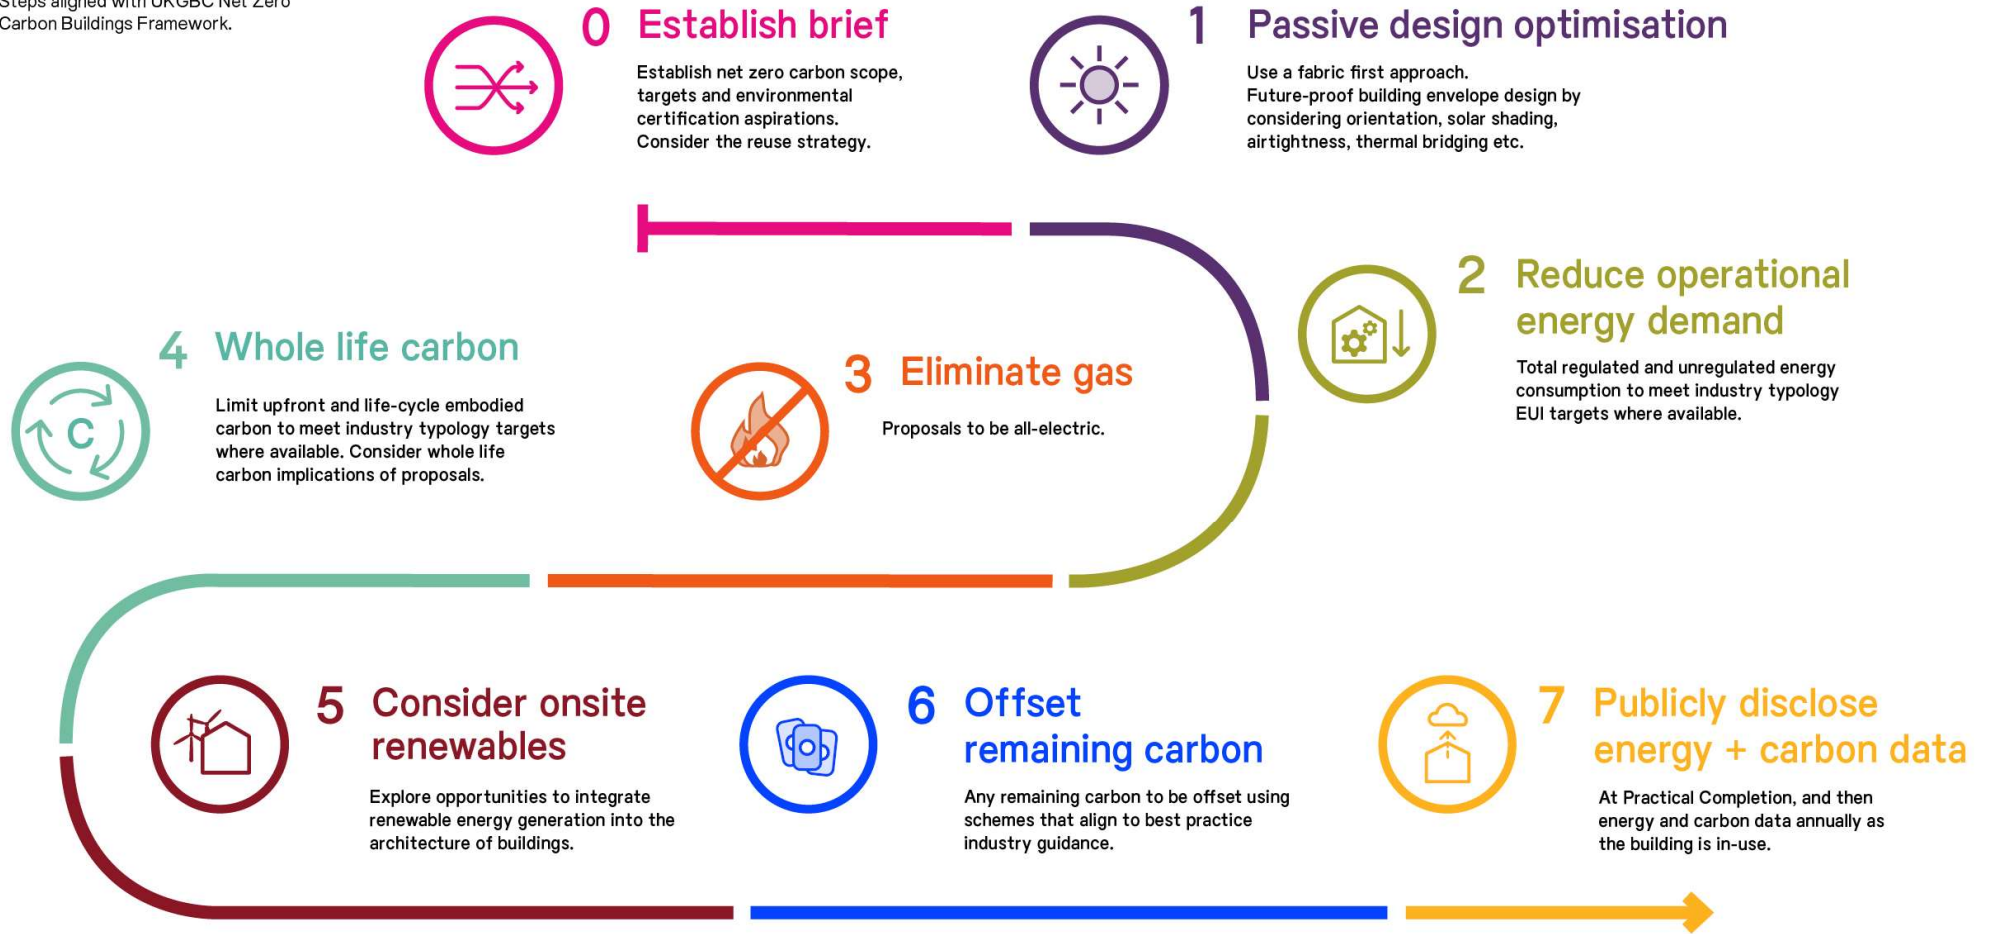 Steps aligned with UKGBC Net Zero
Carbon Buildings Framework.
0 Establish brief
Establish net zero carbon scope,
targets and environmental
certification aspirations.
Consider the reuse strategy.
1 Passive design optimisation
Use a fabric first approach.
Future-proof building envelope design by
considering orientation, solar shading,
airtightness, thermal bridging etc.
2 Reduce operational
energy demand
Total regulated and unregulated energy
consumption to meet industry typology
EUI targets where available.
3 Eliminate gas
Proposals to be all-electric.
4 Whole life carbon
C
Limit upfront and life-cycle embodied
carbon to meet industry typology targets
where available. Consider whole life
carbon implications of proposals.
5 Consider onsite
renewables
Explore opportunities to integrate
renewable energy generation into the
architecture of buildings.
6 Offset
remaining carbon
Any remaining carbon to be offset using
schemes that align to best practice
industry guidance.
7 Publicly disclose
energy + carbon data
At Practical Completion, and then
energy and carbon data annually as
the building is in-use.